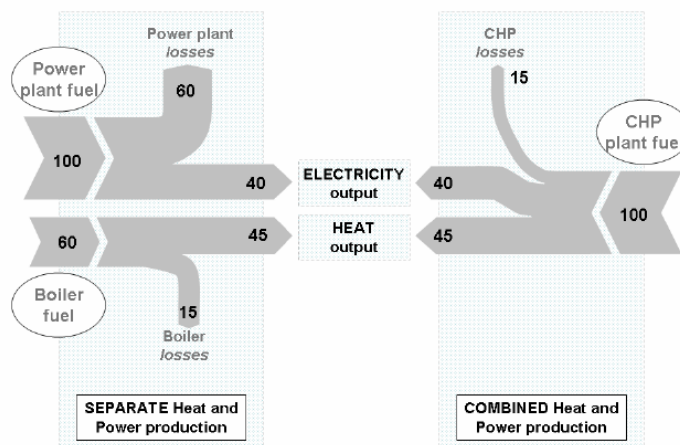 Power plant
losses
CHP
losses
Power
plant fuel
60
15
CHP
plant fuel
100
40
ELECTRICITY
output
40
100
60
45
HEAT
output
45
Boiler
fuel
15
Boiler
losses
SEPARATE Heat and
Power production
COMBINED Heat and
Power production